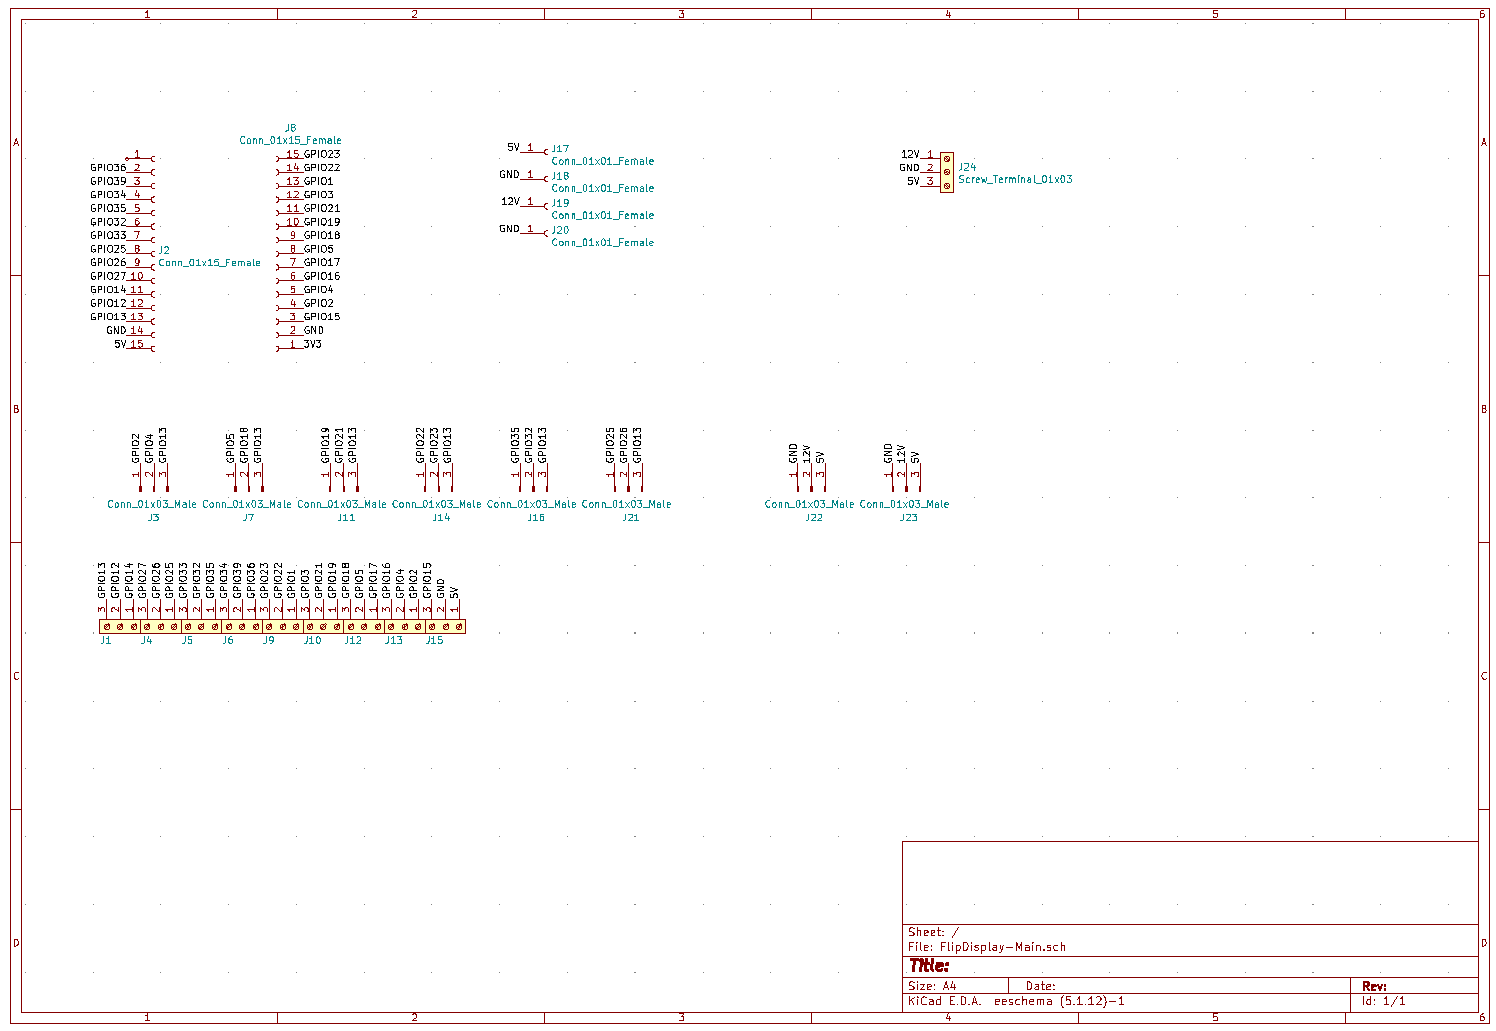 1 2 3 4 5 6
A A
B B
C C
D D
1 2 3 4 5 6
J8
Conn_01x15_Female
1
GPIO36 2
GPIO39 3
GPIO34 4
GPIO35 5
GPIO32 6
GPIO33 7
GPIO25 8
GPIO26 9
GPIO27 10
GPIO14 11
GPIO12 12
GPIO13 13
GND 14
5V 15
J2
Conn_01x15_Female
15 GPIO23
14 GPIO22
13 GPIO1
12 GPIO3
11 GPIO21
10 GPIO19
9 GPIO18
8 GPIO5
7 GPIO17
6 GPIO16
5 GPIO4
4 GPIO2
3 GPIO15
2 GND
1 3V3
5V 1 J17
Conn_01x01_Female
GND 1 J18
Conn_01x01_Female
12V 1 J19
Conn_01x01_Female
GND 1 J20
Conn_01x01_Female
12V 1
GND 2
5V 3
J24
Screw_Terminal_01x03
1 GPIO2
2 GPIO4
3 GPIO13
Conn_01x03_Male
J3
1 GPIO5
2 GPIO18
3 GPIO13
Conn_01x03_Male
J7
1 GPIO19
2 GPIO21
3 GPIO13
Conn_01x03_Male
J11
1 GPIO22
2 GPIO23
3 GPIO13
Conn_01x03_Male
J14
1 GPIO35
2 GPIO32
3 GPIO13
Conn_01x03_Male
J16
1 GPIO25
2 GPIO26
3 GPIO13
Conn_01x03_Male
J21
1 GND
2 12V
3 5V
Conn_01x03_Male
J22
1 GND
2 12V
3 5V
Conn_01x03_Male
J23
3 GPIO13
2 GPIO12
1 GPIO14
3 GPIO27
2 GPIO26
1 GPIO25
3 GPIO33
2 GPIO32
1 GPIO35
3 GPIO34
2 GPIO39
1 GPIO36
3 GPIO23
2 GPIO22
1 GPIO1
3 GPIO3
2 GPIO21
1 GPIO19
3 GPIO18
2 GPIO5
1 GPIO17
3 GPIO16
2 GPIO4
1 GPIO2
3 GPIO15
2 GND
1 5V
J1 J4 J5 J6 J9 J10 J12 J13 J15
Sheet: /
File: FlipDisplay-Main.sch
Title:
Size: A4 Date: Rev:
KiCad E.D.A. eeschema (5.1.12)-1 Id: 1/1